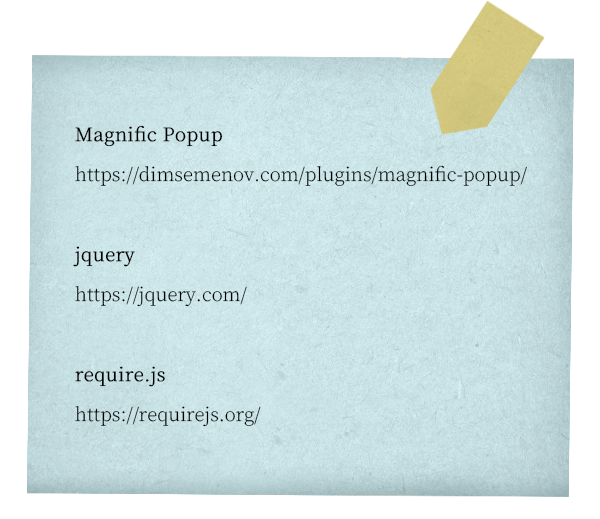 Magnific Popup
https://dimsemenov.com/plugins/magnific-popup/
jquery
https://jquery.com/
require.js
https://requirejs.org/